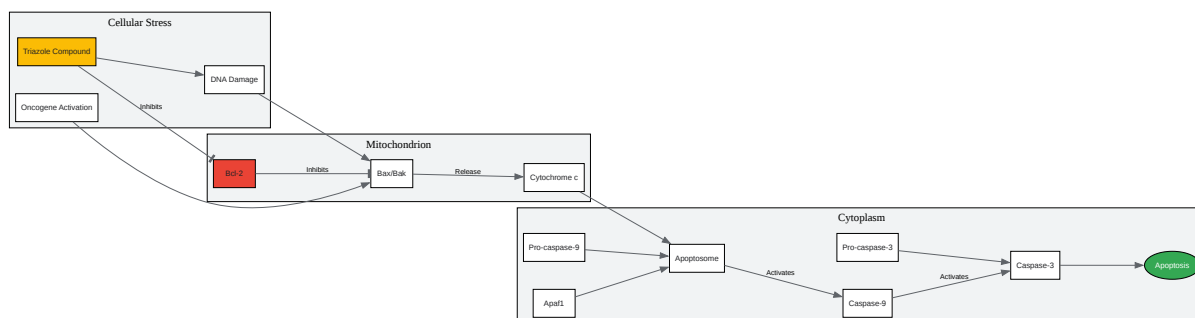 Cellular Stress
Triazole Compound
DNA Damage
Oncogene Activation
Inhibits
Mitochondrion
Bcl-2
Inhibits
Bax/Bak
Release
Cytochrome c
Cytoplasm
Pro-caspase-9
Apaf1
Apoptosome
Activates
Pro-caspase-3
Caspase-9
Activates
Caspase-3
Apoptosis